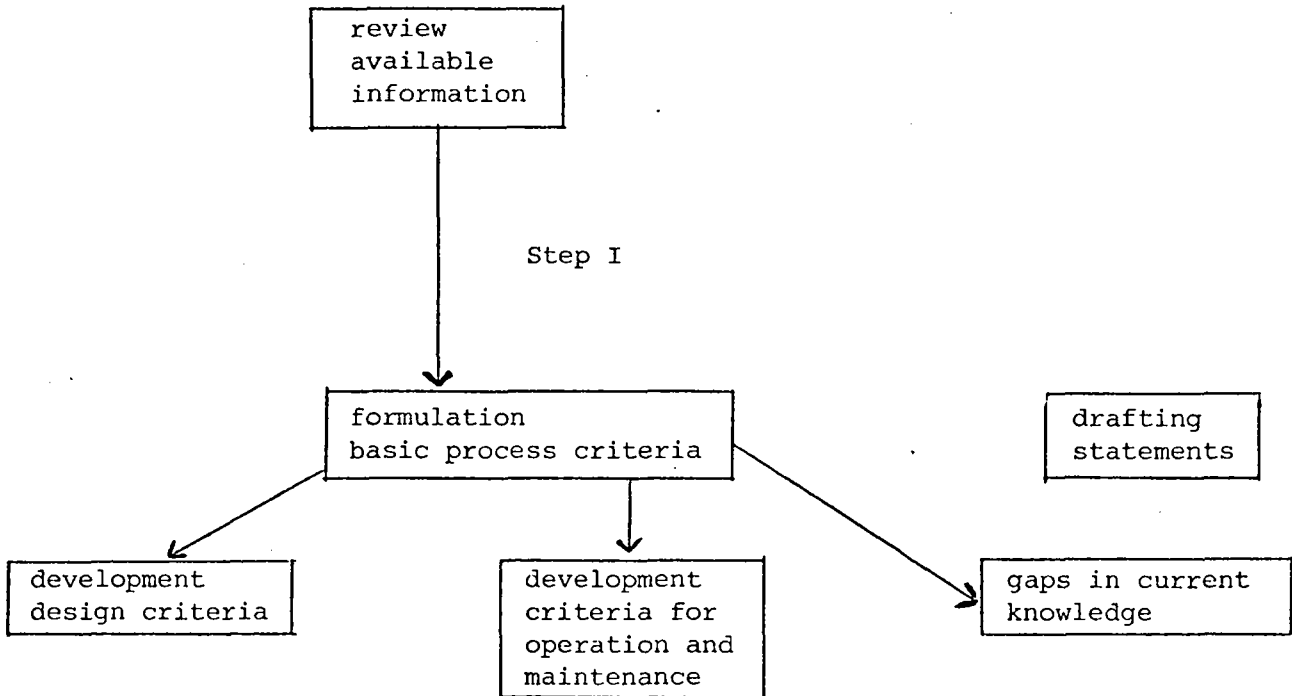 review
available
information
Step I
formulation
basic process criteria
drafting
statements
development
design criteria
development
criteria for
operation and
maintenance
gaps in current
knowledge